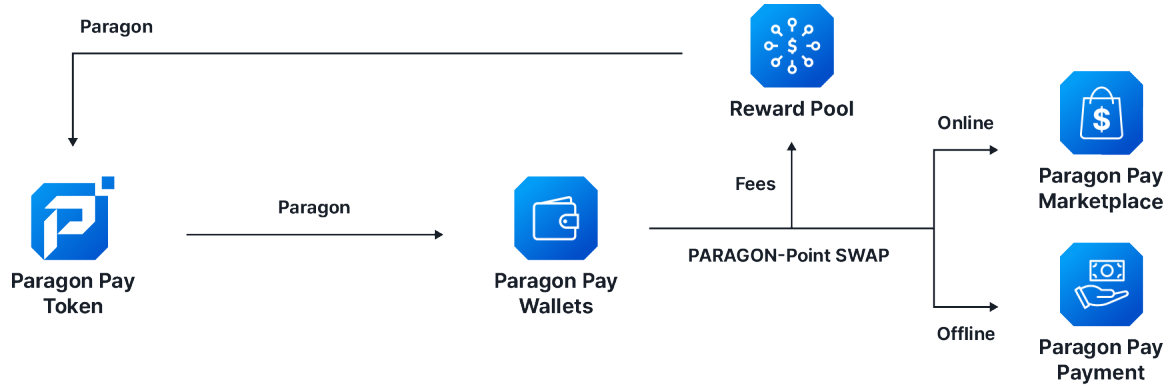 Paragon
Reward Pool
Online
Paragon Pay
Marketplace
Fees
Paragon
PARAGON-Point SWAP
Paragon Pay
Token
Paragon Pay
Wallets
Offline
Paragon Pay
Payment